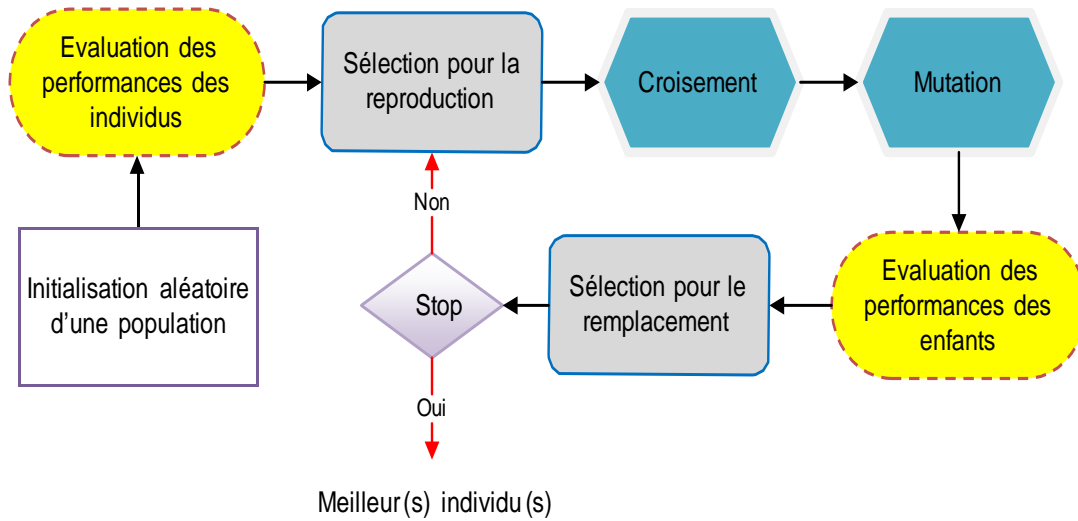 Evaluation des
performances des
individus
Sélection pour la
reproduction
Croisement
Mutation
Non
Initialisation aléatoire
d'une population
Stop
Sélection pour le
remplacement
Evaluation des
performances des
enfants
Oui
Meilleur(s) individu(s)